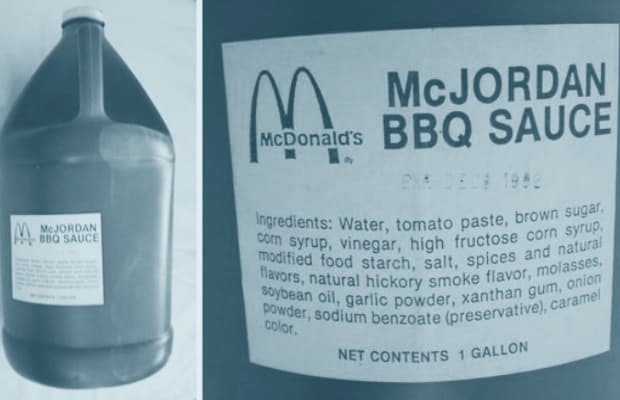 McJORDAN
BBQ SAUCE
McDonald's
McJORDAN
BBQ SAUCE
McDonald's
1992
Ingredients: Water, tomato paste, brown sugar,
corn syrup, vinegar, high fructose corn syrup,
modified food starch, salt, spices and natural
flavors, natural hickory smoke flavor, molasses,
soybean oil, garlic powder, xanthan gum, onion
powder, sodium benzoate (preservative), caramel
color.
NET CONTENTS 1 GALLON